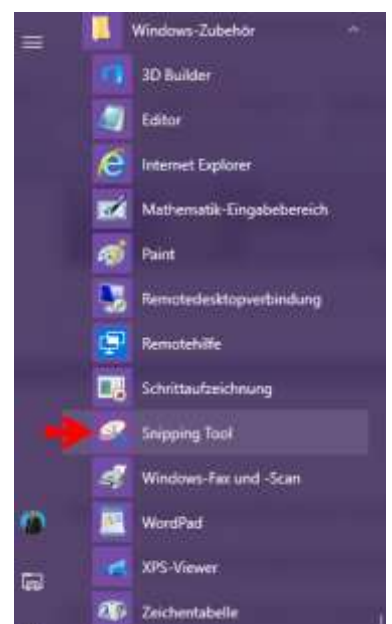 Windows-Zubehör
3D Builder
Editor
Internet Explorer
Mathematik-Eingabebereich
Paint
Remotedesktopverbindung
Remotehilfe
Schrittaufzeichnung
Snipping Tool
Windows-Fax und -Scan
WordPad
XPS-Viewer
Zeichentabelle